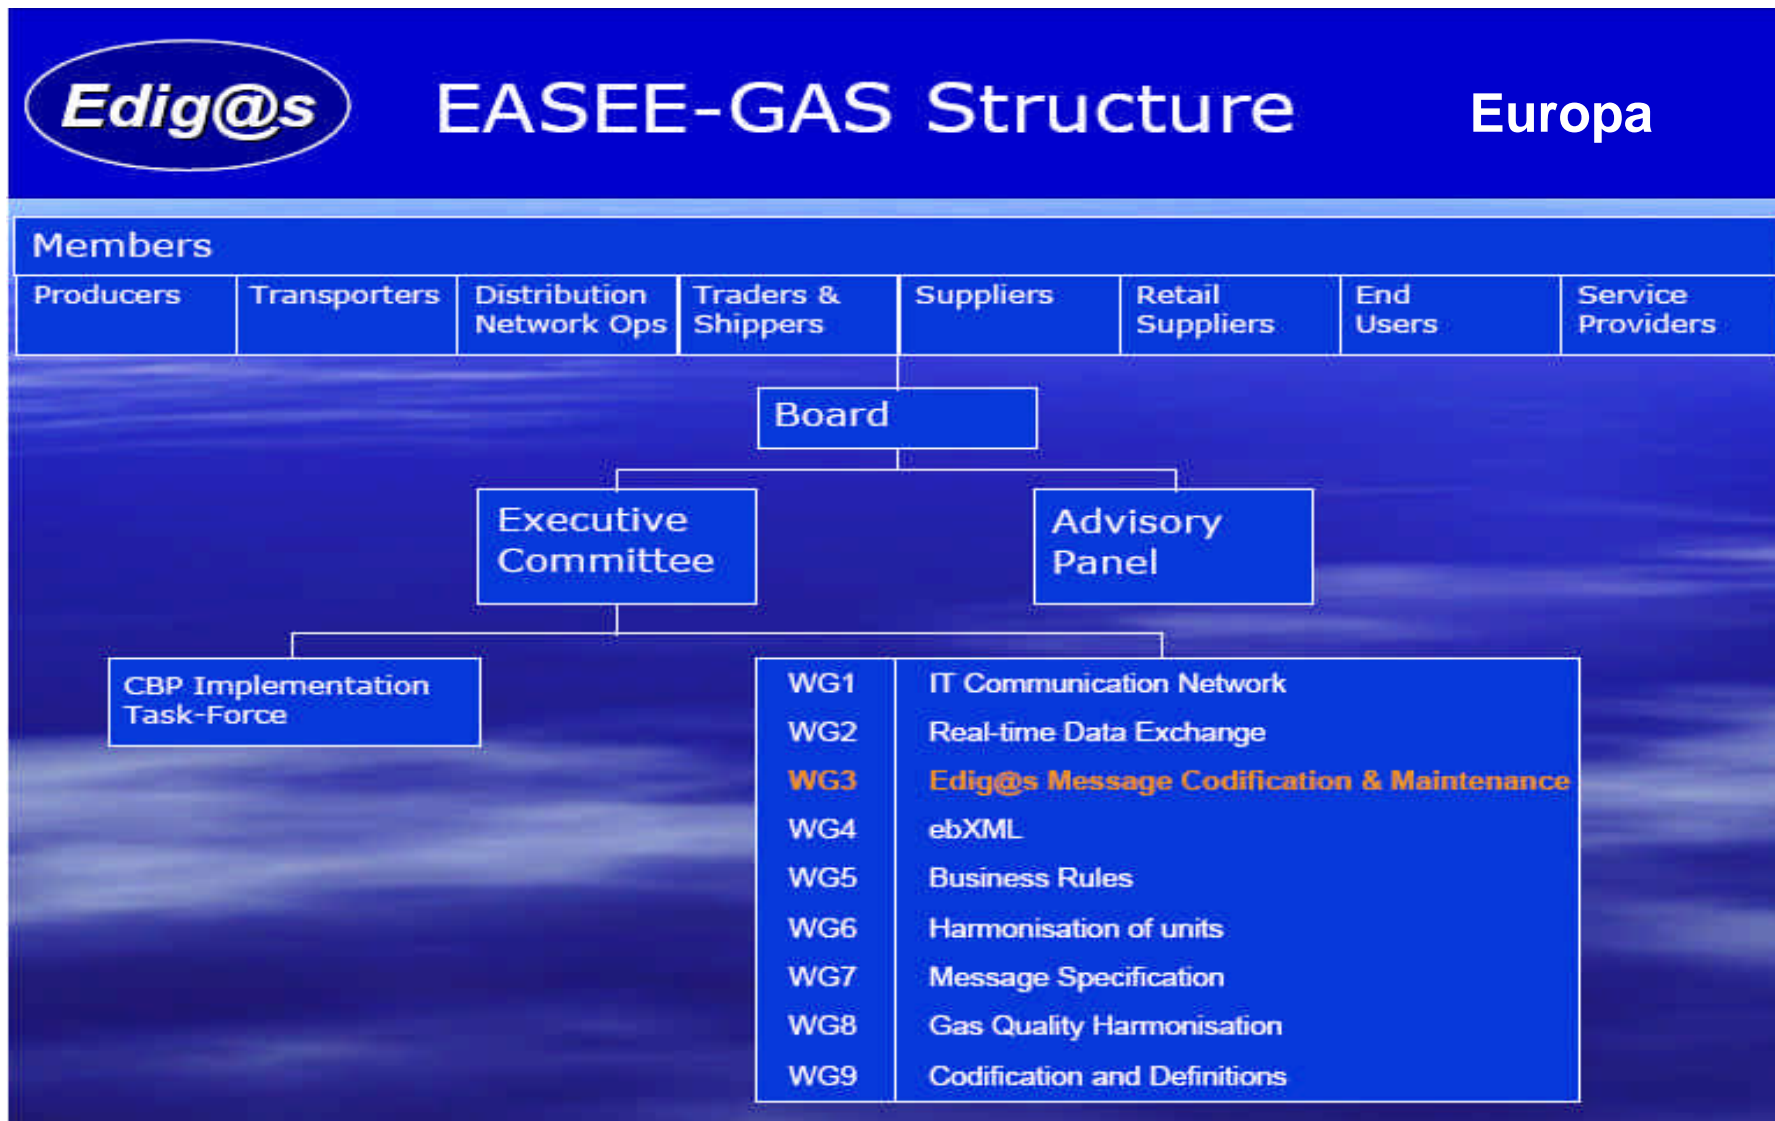 Edig@s
EASEE-GAS Structure
Europa
Members
Producers
Transporters
Distribution
Network Ops
Traders &
Shippers
Suppliers
Retail
Suppliers
End
Users
Service
Providers
Board
Executive
Committee
Advisory
Panel
CBP Implementation
Task-Force
WG1 IT Communication Network
WG2 Real-time Data Exchange
WG3 Edig@s Message Codification & Maintenance
WG4 ebXML
WG5 Business Rules
WG6 Harmonisation of units
WG7 Message Specification
WG8 Gas Quality Harmonisation
WG9 Codification and Definitions